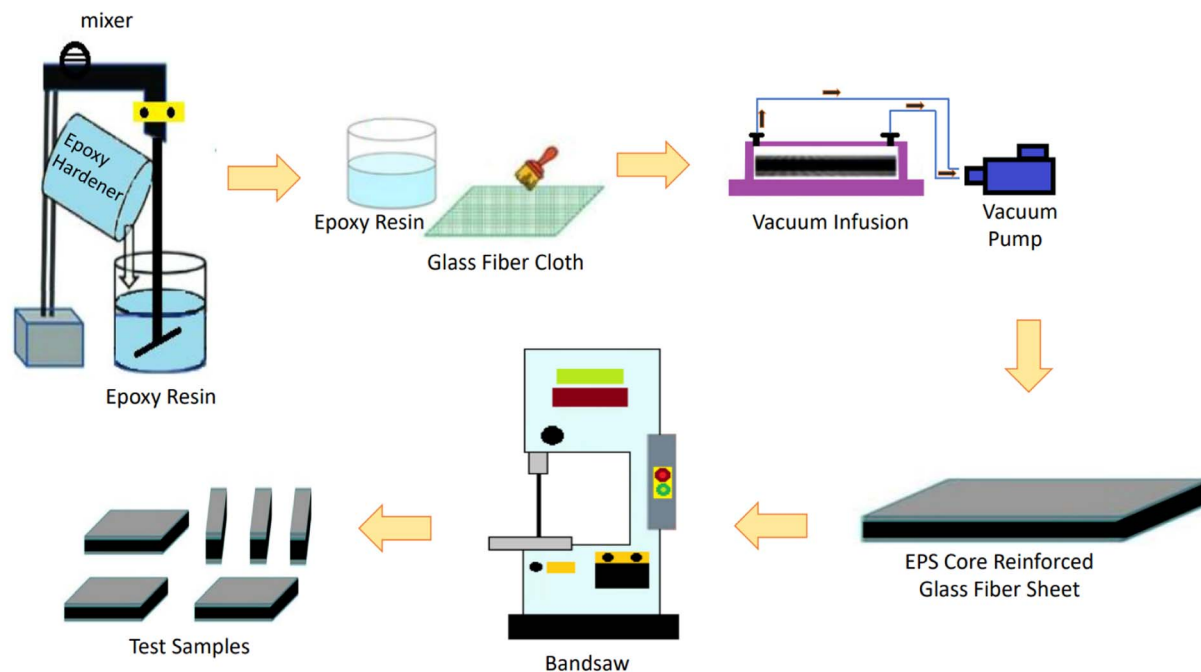 mixer
Epoxy
Hardener
Epoxy Resin
Epoxy Resin
Glass Fiber Cloth
Vacuum Infusion
Vacuum
Pump
EPS Core Reinforced
Glass Fiber Sheet
Bandsaw
Test Samples